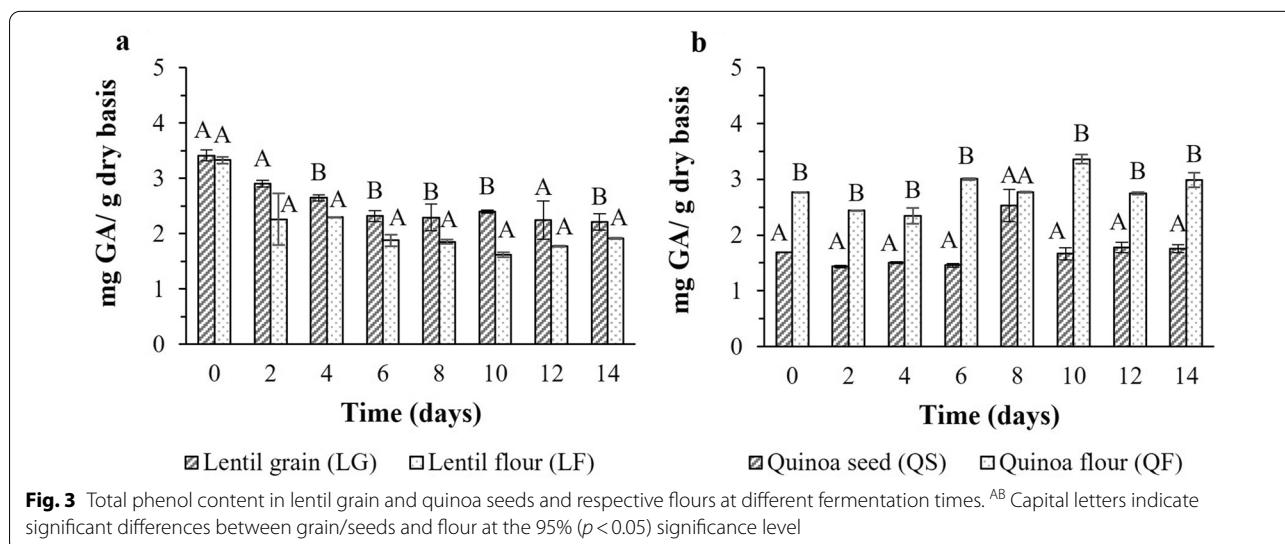 a
mg GA/ g dry basis
5
4
3
2
1
0
A A
A A
B A
B A
B A
B A
A A
B A
0 2 4 6 8 10 12 14
Time (days)
Lentil grain (LG) Lentil flour (LF)
b
mg GA/ g dry basis
5
4
3
2
1
0
A B
A B
A B
A B
A A
A B
A B
A B
0 2 4 6 8 10 12 14
Time (days)
Quinoa seed (QS) Quinoa flour (QF)
Fig. 3 Total phenol content in lentil grain and quinoa seeds and respective flours at different fermentation times. AB Capital letters indicate
significant differences between grain/seeds and flour at the 95% (p < 0.05) significance level